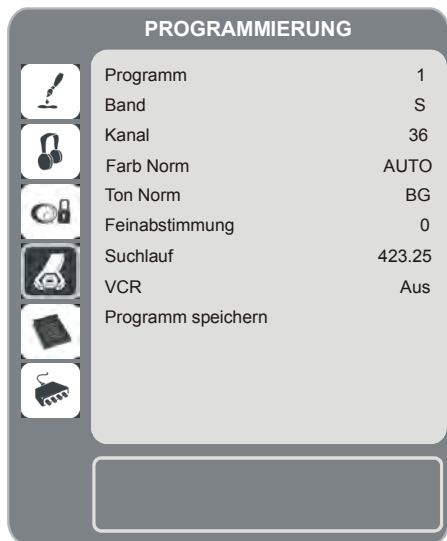 PROGRAMMIERUNG
Programm 1
Band S
Kanal 36
Farb Norm AUTO
Ton Norm BG
Feinabstimmung 0
Suchlauf 423.25
VCR Aus
Programm speichern